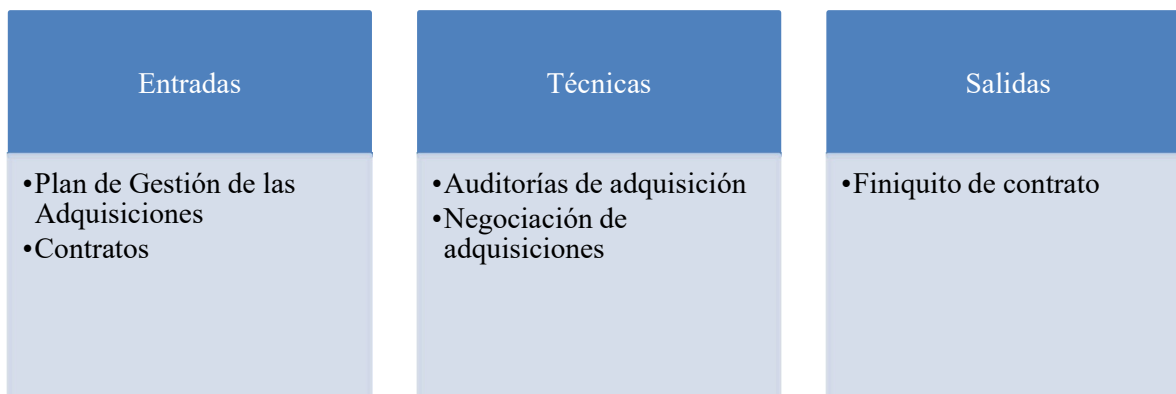 Entradas
•Plan de Gestión de las
Adquisiciones
•Contratos
Técnicas
•Auditorías de adquisición
•Negociación de
adquisiciones
Salidas
•Finiquito de contrato